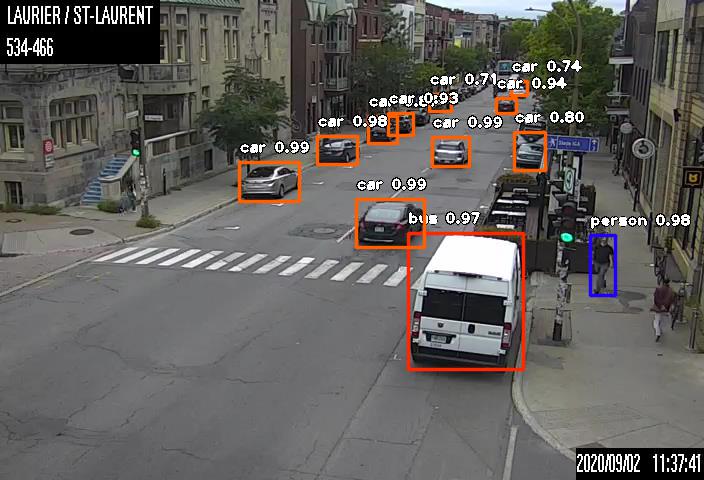 LAURIER / ST-LAURENT
534-466
car 0.74
car 0.71
car 0.94
car 0.93
car 0.98
car 0.99
car 0.80
car 0.99
car 0.99
bus 0.97
person 0.98
2020/09/02 11:37:41